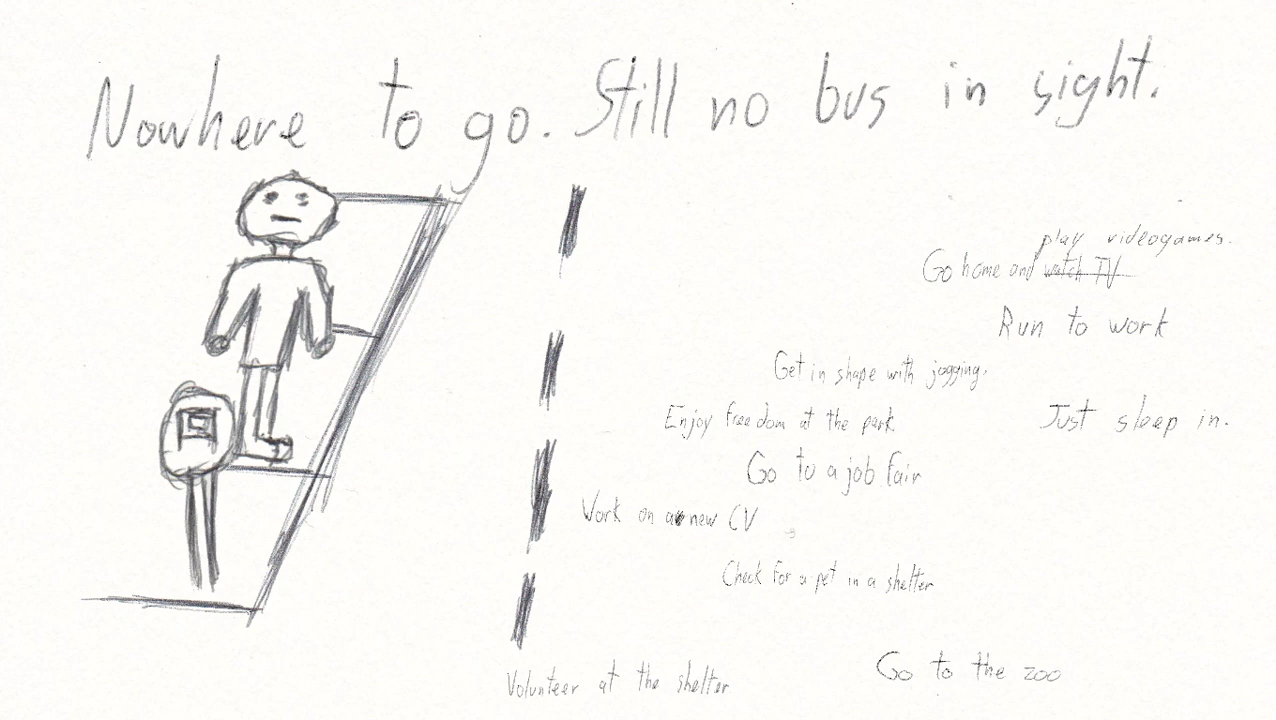 Nowhere to go. Still no bus in sight.
play videogames.
Go home and watch TV
Run to work
Get in shape with jogging.
Enjoy freedom at the park
Just sleep in.
Go to a job fair
Work on a new CV
Check for a pet in a shelter
Go to the zoo
Volunteer at the shelter